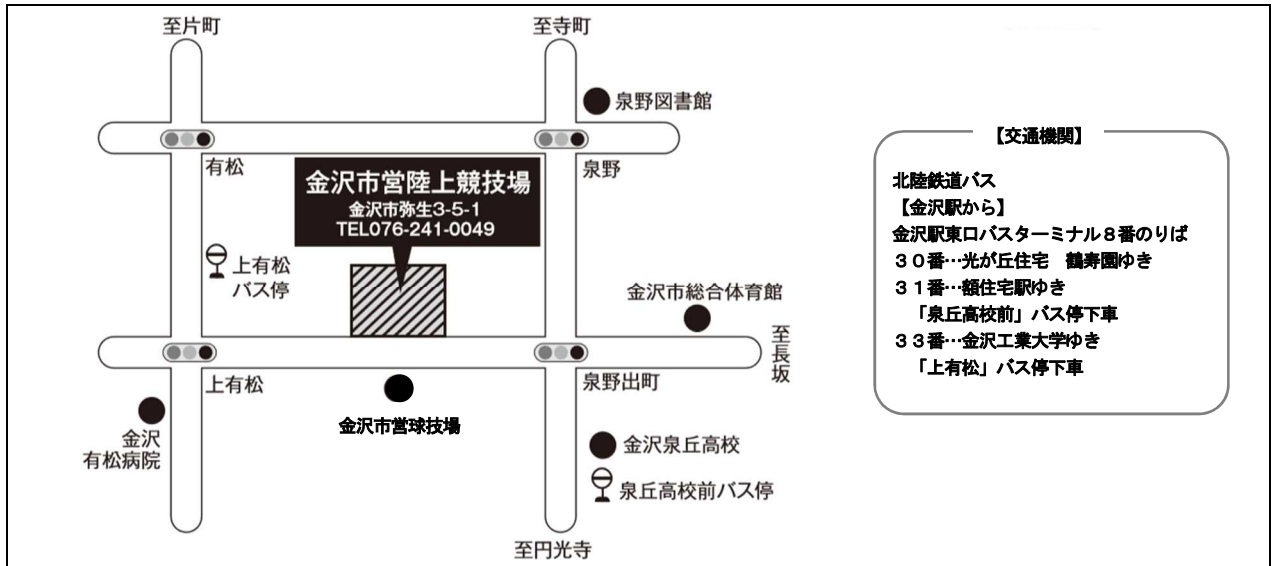 至片町
至寺町
泉野図書館
有松
泉野
金沢市営陸上競技場
金沢市弥生3-5-1
TEL076-241-0049
上有松
バス停
金沢市総合体育館
至長坂
上有松
泉野出町
金沢
有松病院
金沢市営球技場
金沢泉丘高校
泉丘高校前バス停
至円光寺
【交通機関】
北陸鉄道バス
【金沢駅から】
金沢駅東口バスターミナル８番のりば
３０番…光が丘住宅　鶴寿園ゆき
３１番…額住宅駅ゆき
「泉丘高校前」バス停下車
３３番…金沢工業大学ゆき
「上有松」バス停下車